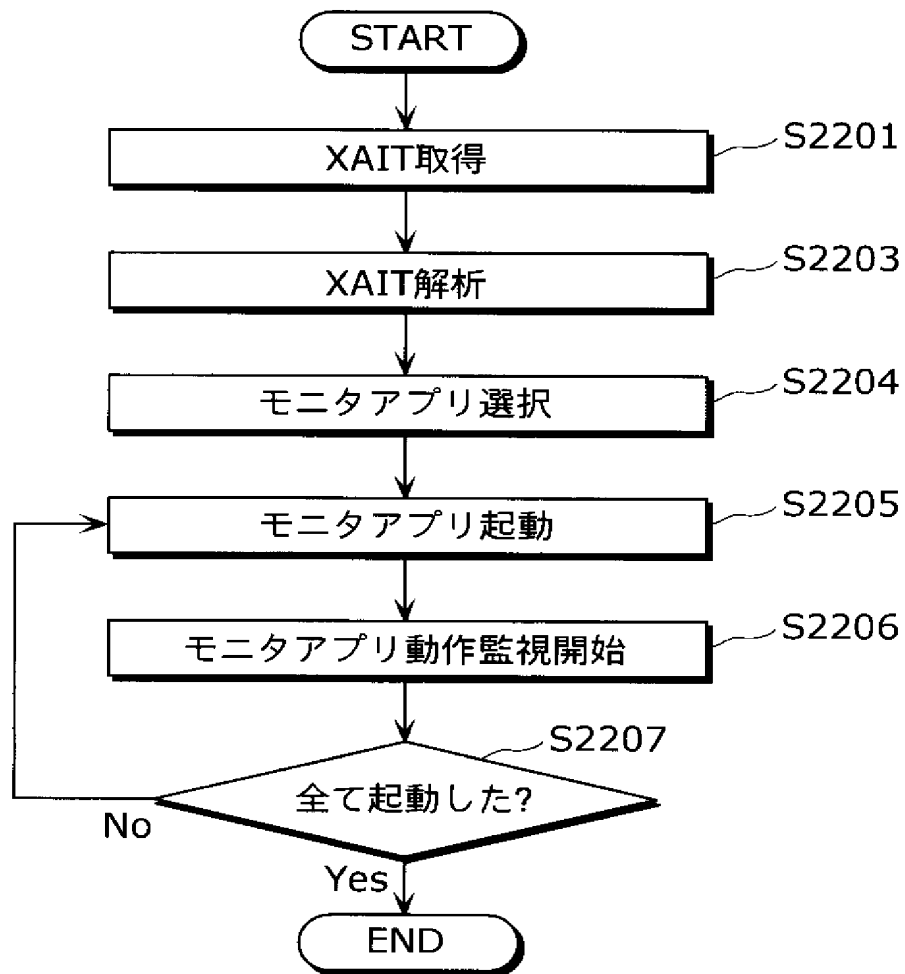 START
XAIT取得
S2201
XAIT解析
S2203
モニタアプリ選択
S2204
モニタアプリ起動
S2205
モニタアプリ動作監視開始
S2206
S2207
全て起動した?
No
Yes
END